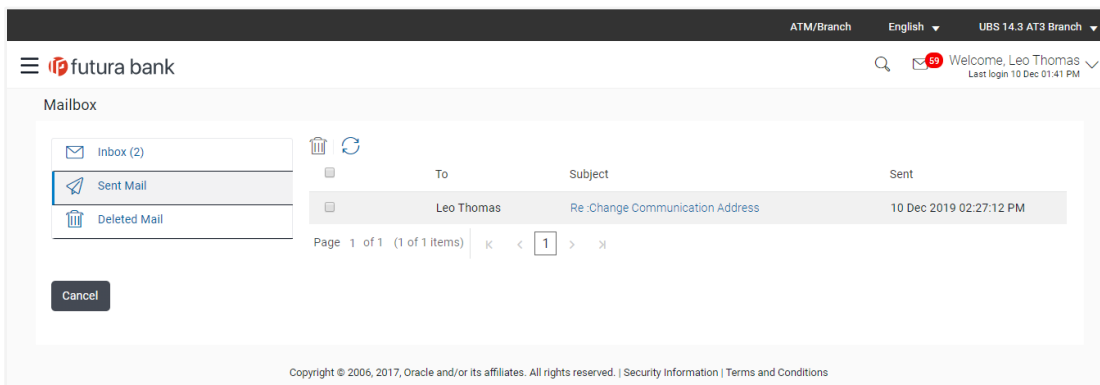 ATM/Branch English UBS 14.3 AT3 Branch
futura bank
59 Welcome, Leo Thomas
Last login 10 Dec 01:41 PM
Mailbox
Inbox (2)
Sent Mail
Deleted Mail
To Subject Sent
Leo Thomas Re :Change Communication Address 10 Dec 2019 02:27:12 PM
Page 1 of 1 (1 of 1 items) 1
Cancel
Copyright © 2006, 2017, Oracle and/or its affiliates. All rights reserved. | Security Information | Terms and Conditions